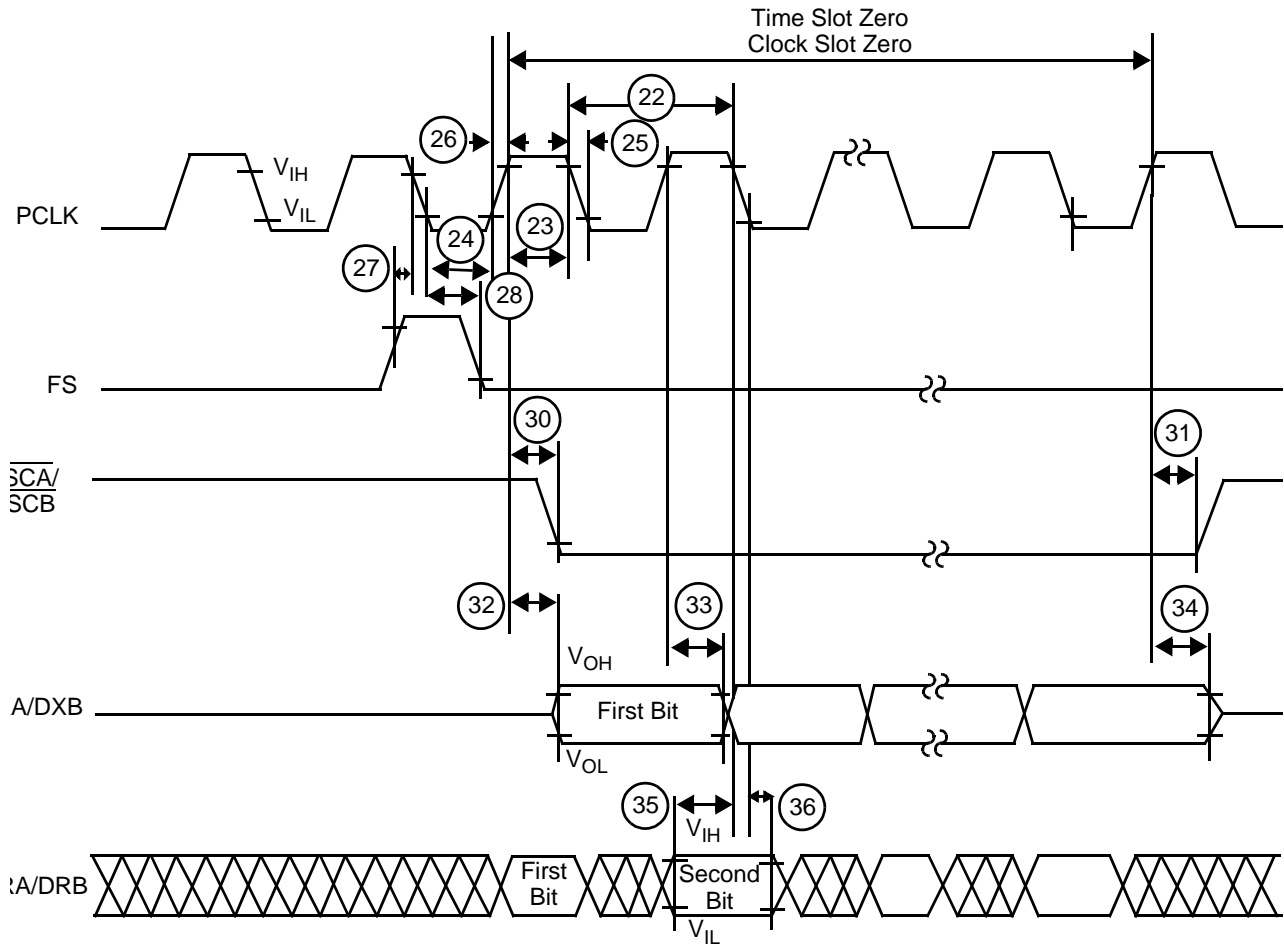 Time Slot Zero
Clock Slot Zero
22
26
25
V_IH
V_IL
PCLK
24
23
27
28
FS
30
31
SCA/
SCB
32
33
34
V_OH
A/DXB
First Bit
V_OL
35
36
V_IH
RA/DRB
First
Bit
Second
Bit
V_IL